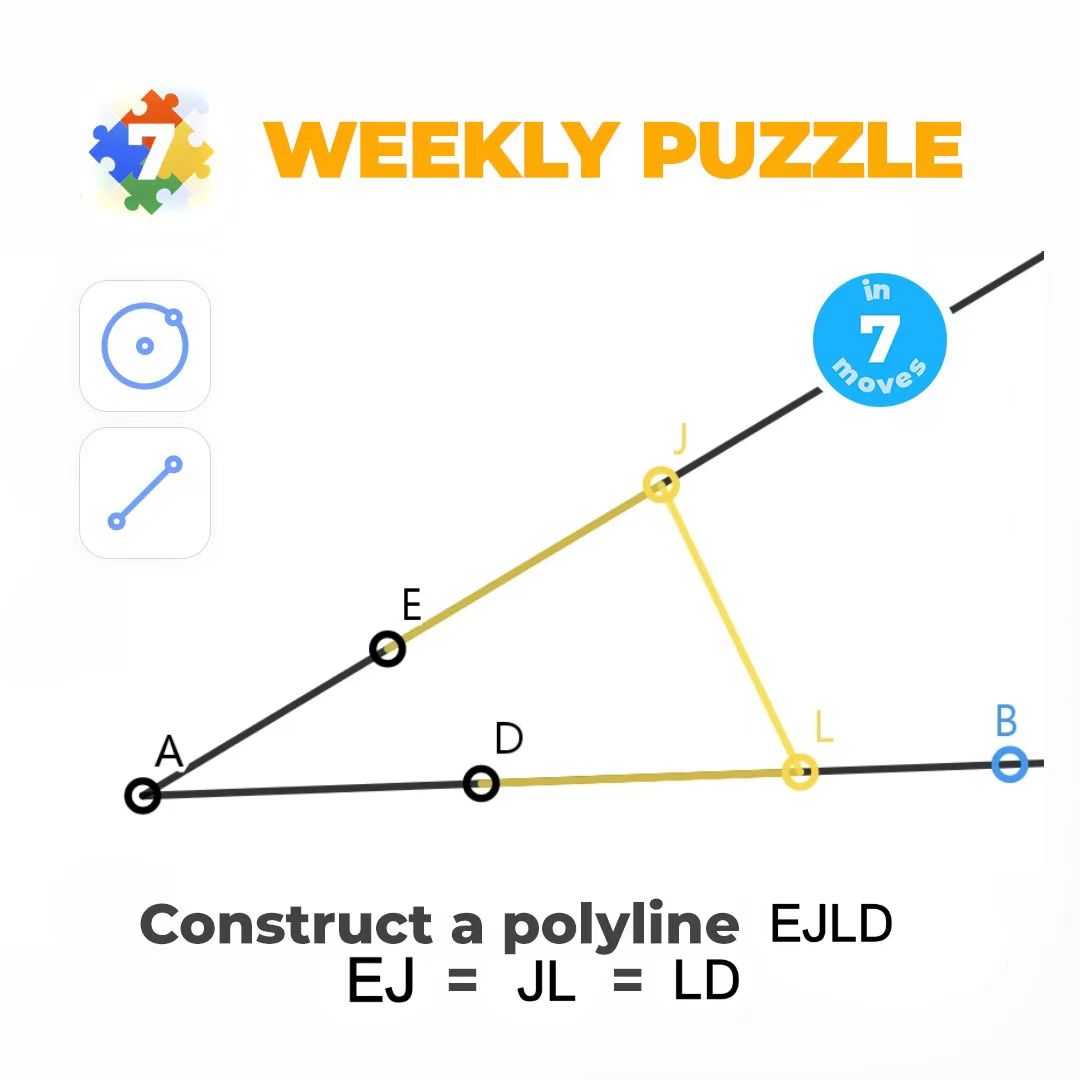 7
WEEKLY PUZZLE
in
7
moves
J
E
A
D
L
B
Construct a polyline EJLD
EJ = JL = LD